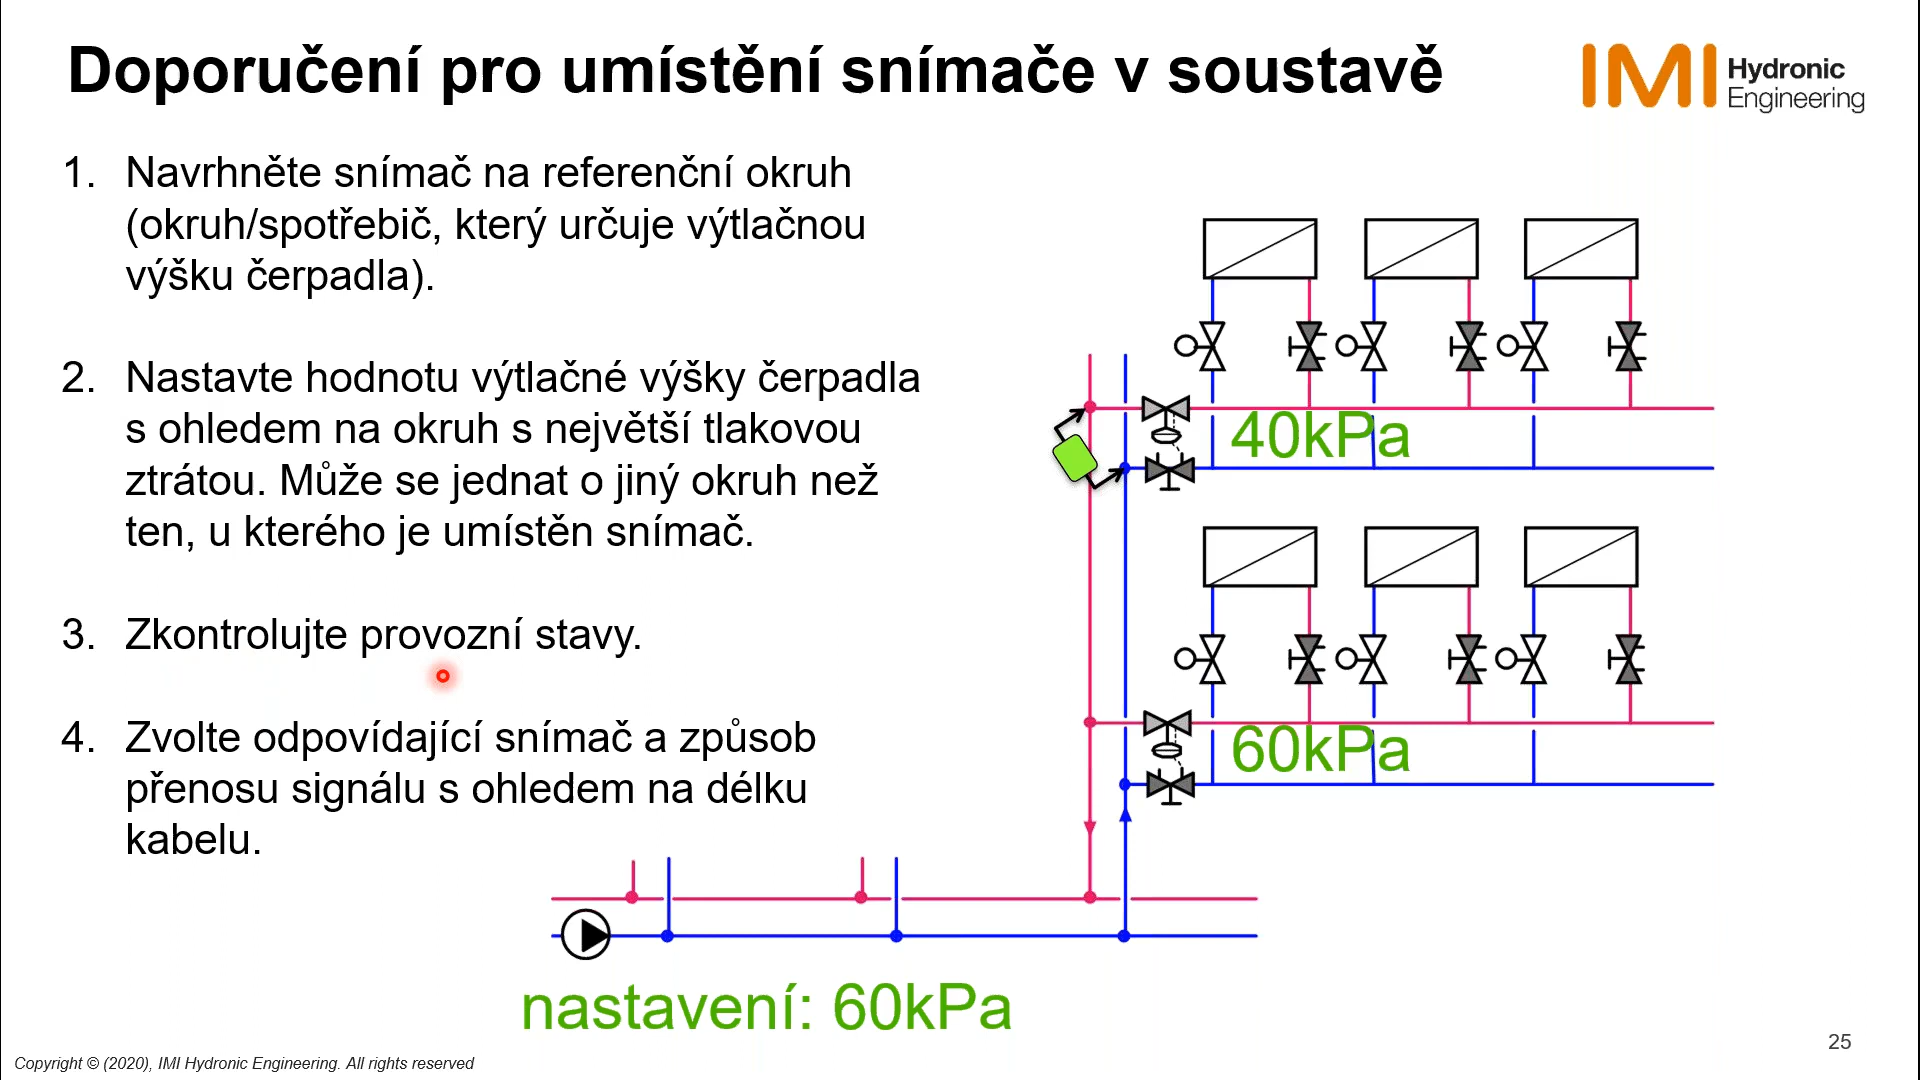 Doporučení pro umístění snímače v soustavě
IMI Hydronic
Engineering
1. Navrhněte snímač na referenční okruh
(okruh/spotřebič, který určuje výtlačnou
výšku čerpadla).
2. Nastavte hodnotu výtlačné výšky čerpadla
s ohledem na okruh s největší tlakovou
ztrátou. Může se jednat o jiný okruh než
ten, u kterého je umístěn snímač.
3. Zkontrolujte provozní stavy.
4. Zvolte odpovídající snímač a způsob
přenosu signálu s ohledem na délku
kabelu.
40kPa
60kPa
nastavení: 60kPa
25
Copyright © (2020), IMI Hydronic Engineering. All rights reserved